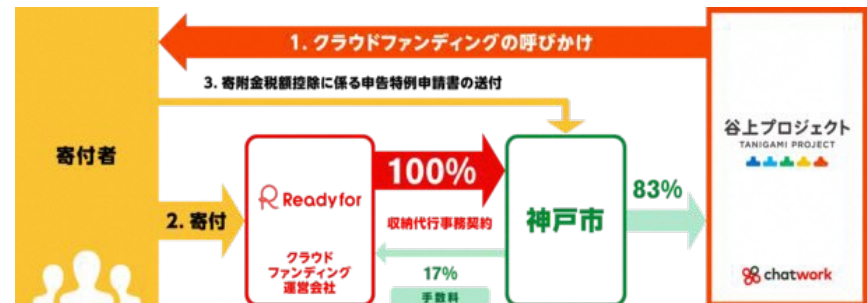 1. クラウドファンディングの呼びかけ
3. 寄附金税額控除に係る申告特例申請書の送付
寄付者
2. 寄付
Readyfor
クラウド
ファンディング
運営会社
100%
収納代行事務契約
17%
手数料
神戸市
83%
谷上プロジェクト
TANIGAMI PROJECT
chatwork